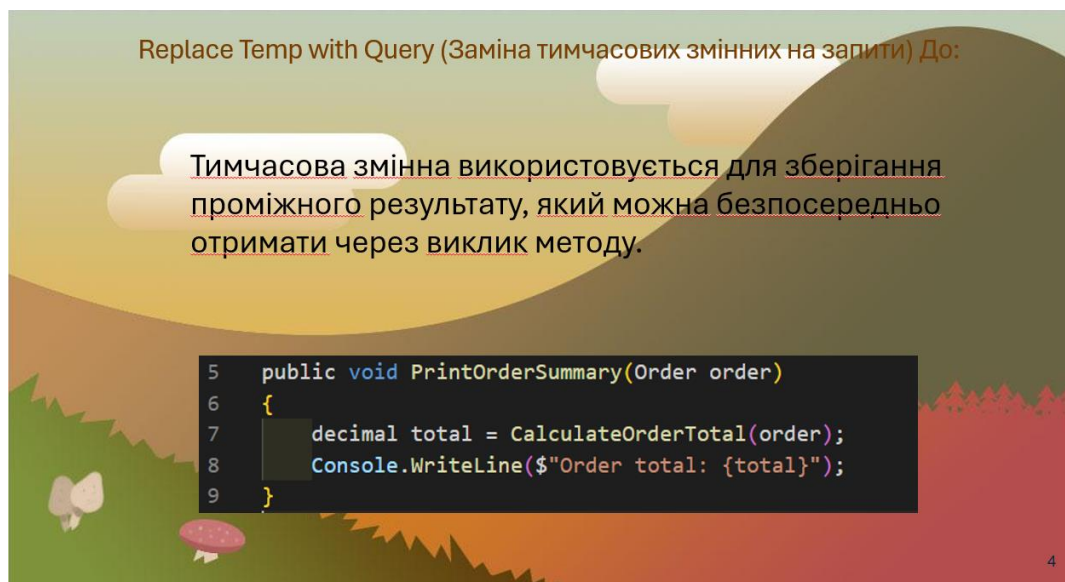 Replace Temp with Query (Заміна тимчасових змінних на запити) До:
Тимчасова змінна використовується для зберігання
проміжного результату, який можна безпосередньо
отримати через виклик методу.
5 public void PrintOrderSummary(Order order)
6 {
7 decimal total = CalculateOrderTotal(order);
8 Console.WriteLine($"Order total: {total}");
9 }
4